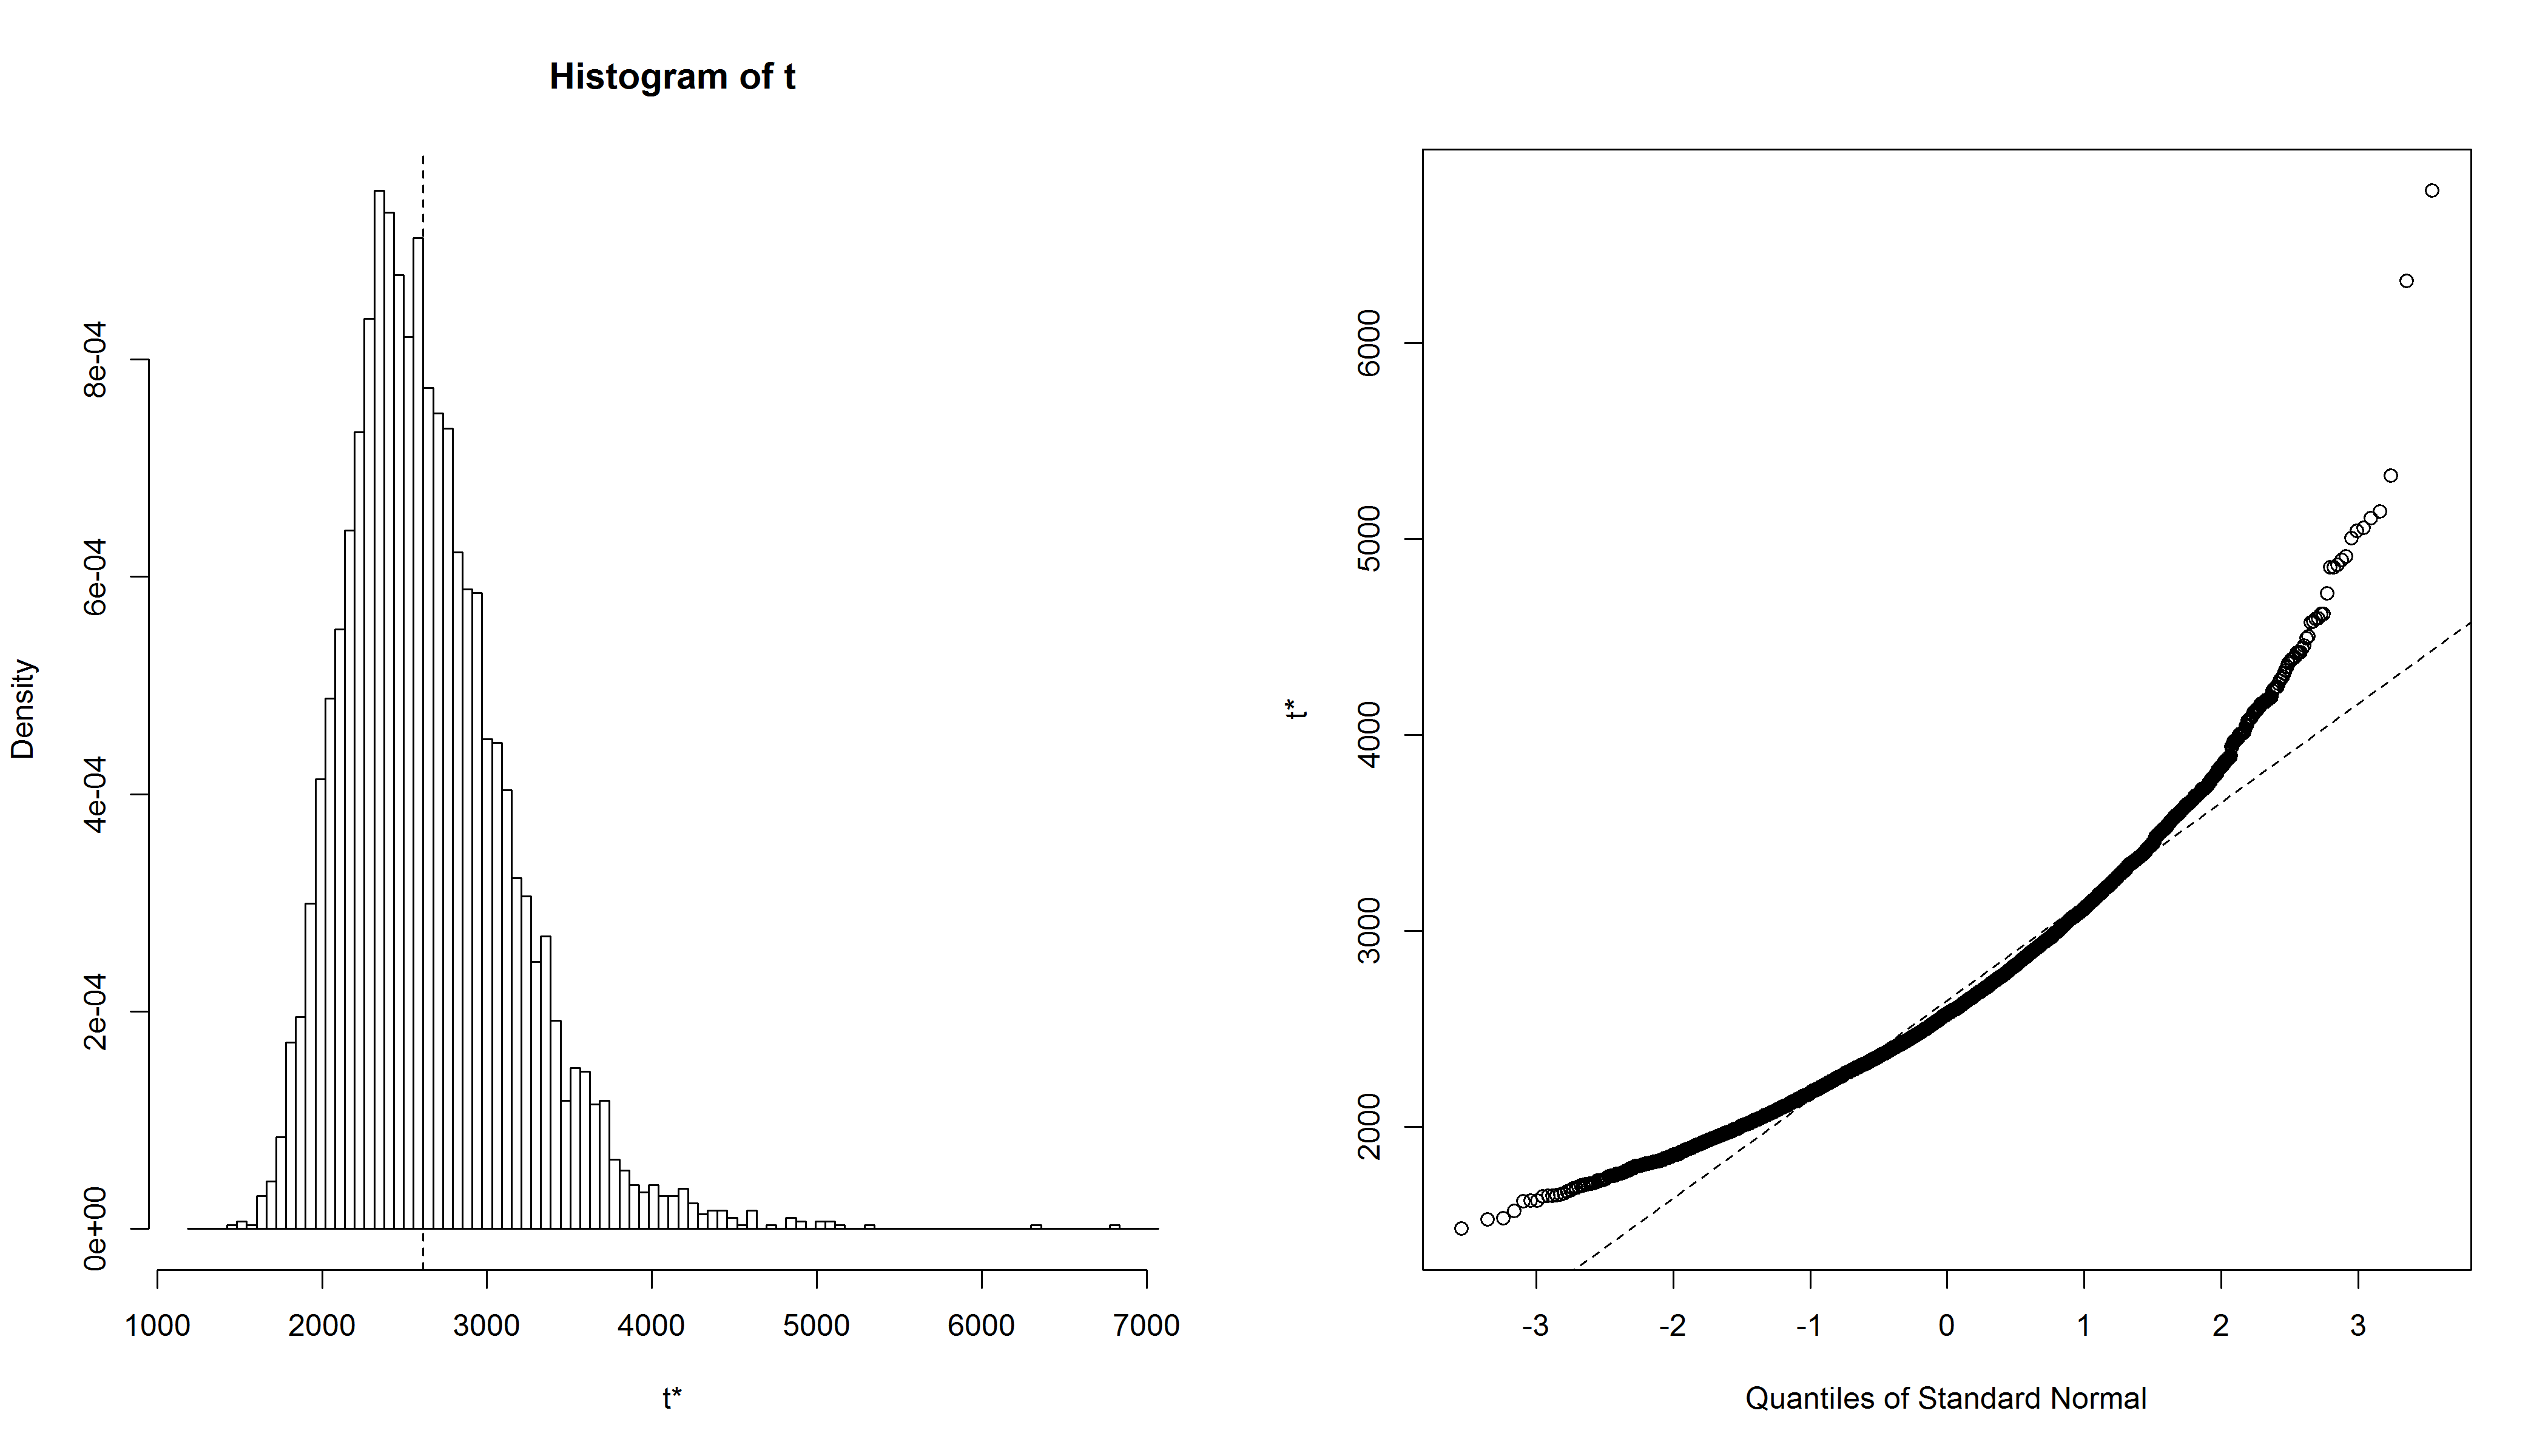 Histogram of t
Density
0e+00
2e-04
4e-04
6e-04
8e-04
1000 2000 3000 4000 5000 6000 7000
t*
t*
2000
3000
4000
5000
6000
-3 -2 -1 0 1 2 3
Quantiles of Standard Normal